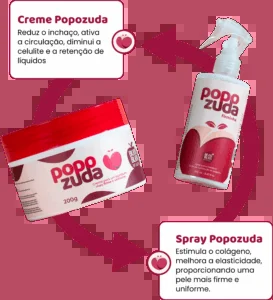 Creme Popozuda
Reduz o inchaço, ativa
a circulação, diminui a
celulite e a retenção de
líquidos
popo
zuda
popo
zuda
200g
Spray Popozuda
Estimula o colágeno,
melhora a elasticidade,
proporcionando uma
pele mais firme e
uniforme.